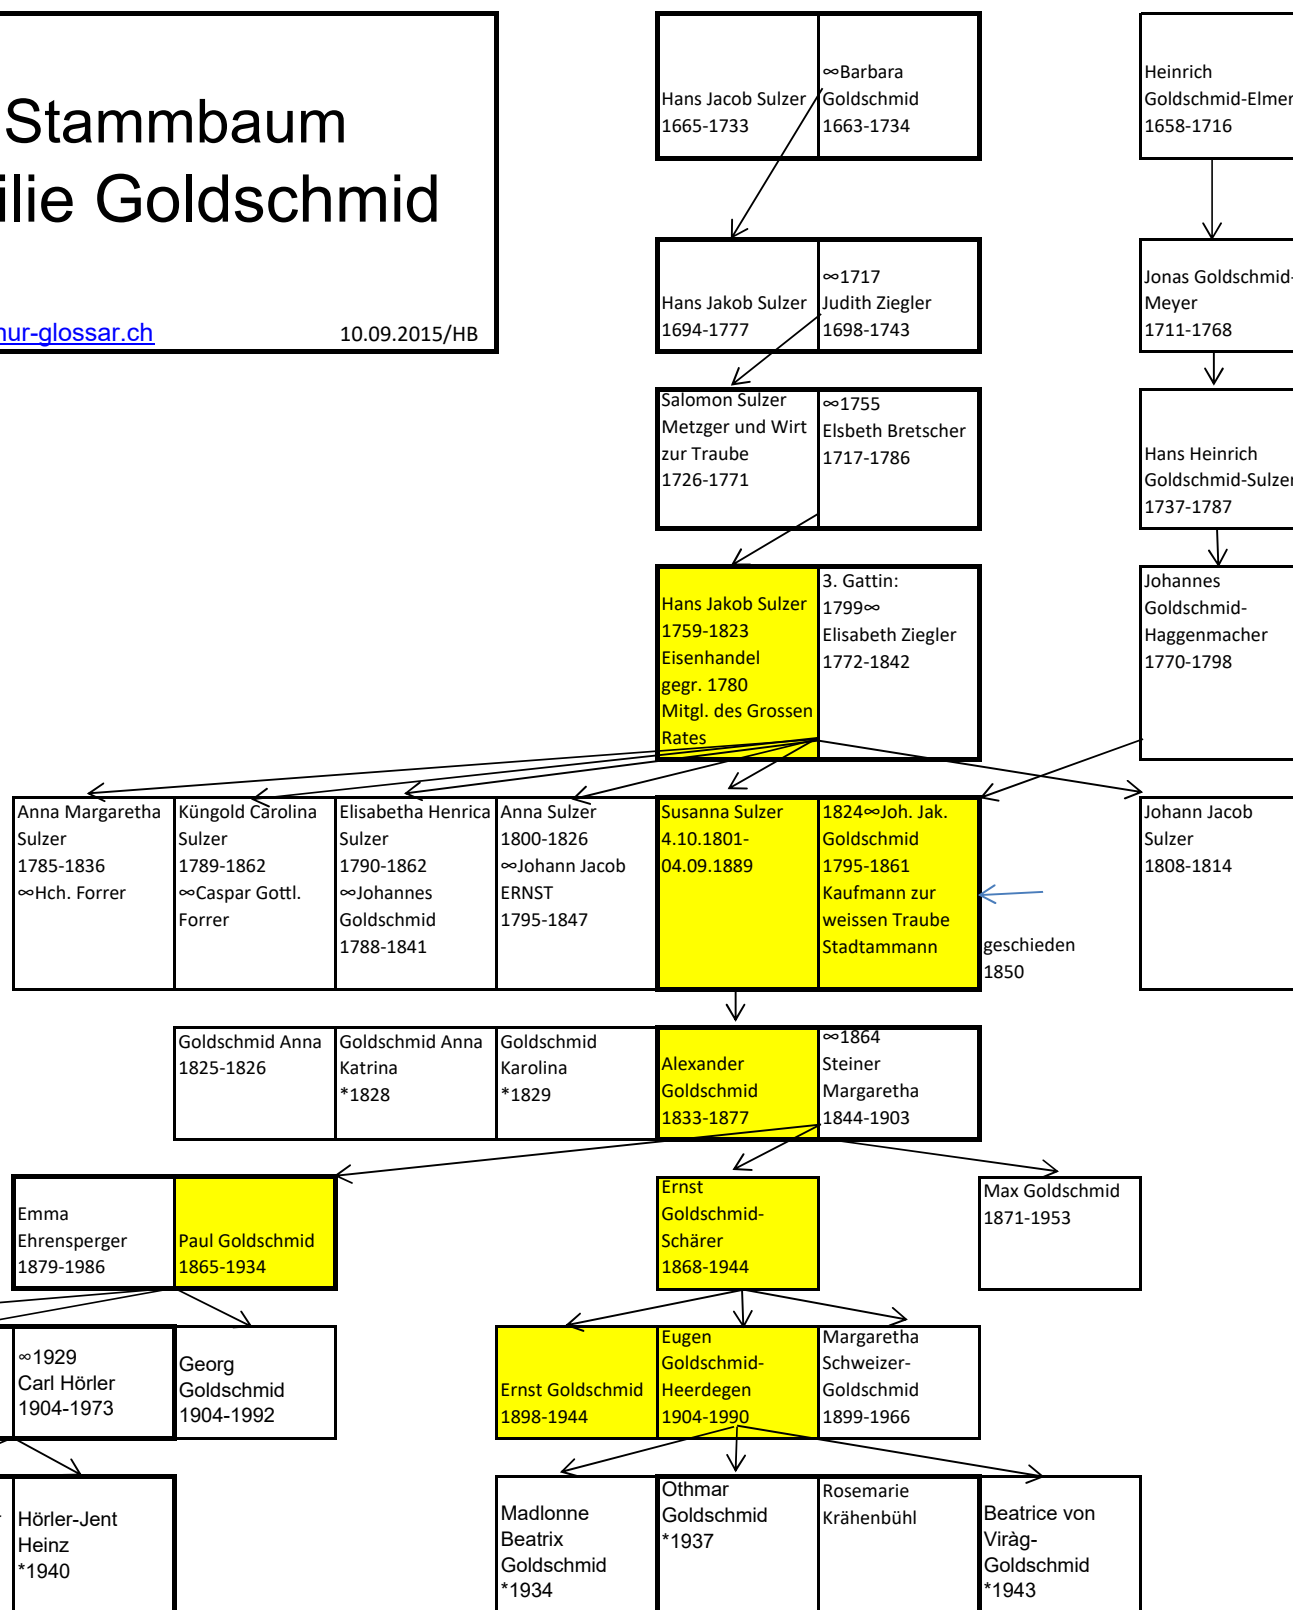 Stammbaum
ilie Goldschmid
nur-glossar.ch
10.09.2015/HB
Hans Jacob Sulzer
1665-1733
∞Barbara
Goldschmid
1663-1734
Heinrich
Goldschmid-Elmer
1658-1716
Hans Jakob Sulzer
1694-1777
∞1717
Judith Ziegler
1698-1743
Jonas Goldschmid-
Meyer
1711-1768
Salomon Sulzer
Metzger und Wirt
zur Traube
1726-1771
∞1755
Elsbeth Bretscher
1717-1786
Hans Heinrich
Goldschmid-Sulzer
1737-1787
Hans Jakob Sulzer
1759-1823
Eisenhandel
gegr. 1780
Mitgl. des Grossen
Rates
3. Gattin:
1799∞
Elisabeth Ziegler
1772-1842
Johannes
Goldschmid-
Haggenmacher
1770-1798
Anna Margaretha
Sulzer
1785-1836
∞Hch. Forrer
Küngold Carolina
Sulzer
1789-1862
∞Caspar Gottl.
Forrer
Elisabetha Henrica
Sulzer
1790-1862
∞Johannes
Goldschmid
1788-1841
Anna Sulzer
1800-1826
∞Johann Jacob
ERNST
1795-1847
Susanna Sulzer
4.10.1801-
04.09.1889
1824∞Joh. Jak.
Goldschmid
1795-1861
Kaufmann zur
weissen Traube
Stadtammann
geschieden
1850
Johann Jacob
Sulzer
1808-1814
Goldschmid Anna
1825-1826
Goldschmid Anna
Katrina
*1828
Goldschmid
Karolina
*1829
Alexander
Goldschmid
1833-1877
∞1864
Steiner
Margaretha
1844-1903
Emma
Ehrensperger
1879-1986
Paul Goldschmid
1865-1934
Ernst
Goldschmid-
Schärer
1868-1944
Max Goldschmid
1871-1953
∞1929
Carl Hörler
1904-1973
Georg
Goldschmid
1904-1992
Ernst Goldschmid
1898-1944
Eugen
Goldschmid-
Heerdegen
1904-1990
Margaretha
Schweizer-
Goldschmid
1899-1966
Hörler-Jent
Heinz
*1940
Madlonne
Beatrix
Goldschmid
*1934
Othmar
Goldschmid
*1937
Rosemarie
Krähenbühl
Beatrice von
Viràg-
Goldschmid
*1943